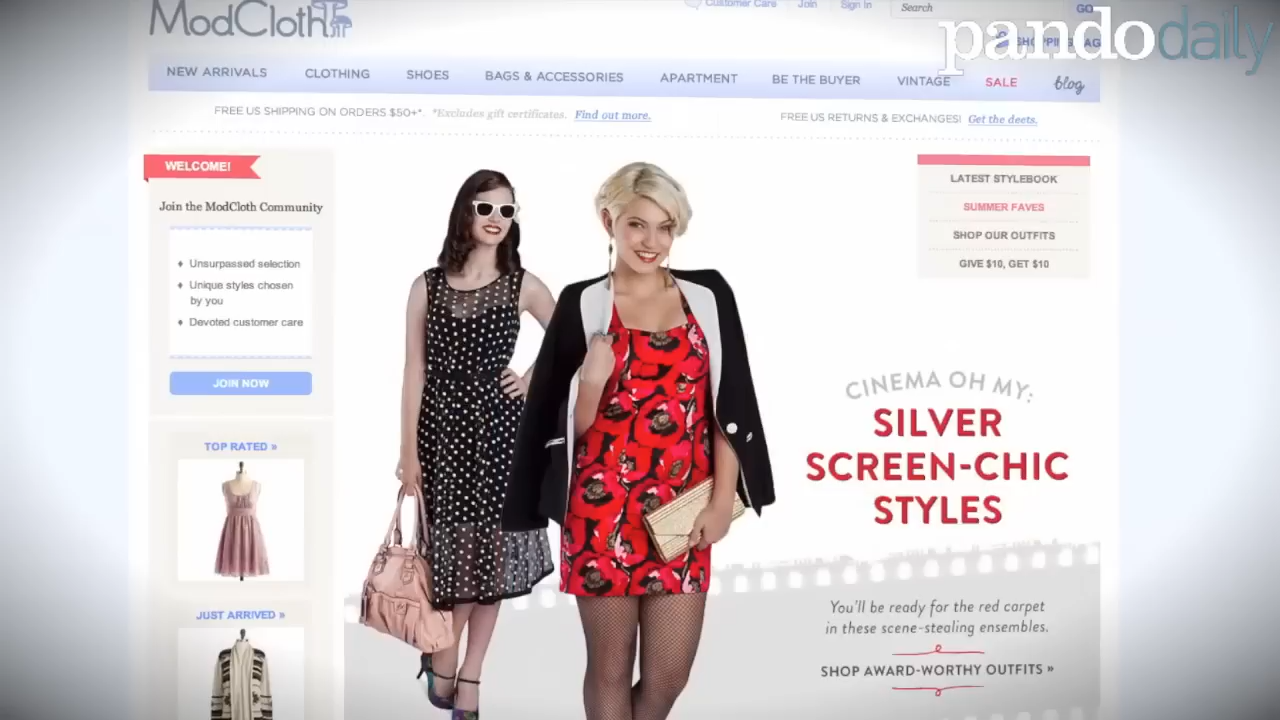 ModCloth
Customer Care
Join
Sign In
Search
GO
pandodaily
SHOPPING BAG
NEW ARRIVALS
CLOTHING
SHOES
BAGS & ACCESSORIES
APARTMENT
BE THE BUYER
VINTAGE
SALE
blog
FREE US SHIPPING ON ORDERS $50+*. *Excludes gift certificates. Find out more.
FREE US RETURNS & EXCHANGES! Get the deets.
WELCOME!
Join the ModCloth Community
♦ Unsurpassed selection
♦ Unique styles chosen
by you
♦ Devoted customer care
JOIN NOW
TOP RATED »
JUST ARRIVED »
LATEST STYLEBOOK
SUMMER FAVES
SHOP OUR OUTFITS
GIVE $10, GET $10
CINEMA OH MY:
SILVER
SCREEN-CHIC
STYLES
You'll be ready for the red carpet
in these scene-stealing ensembles.
SHOP AWARD-WORTHY OUTFITS »